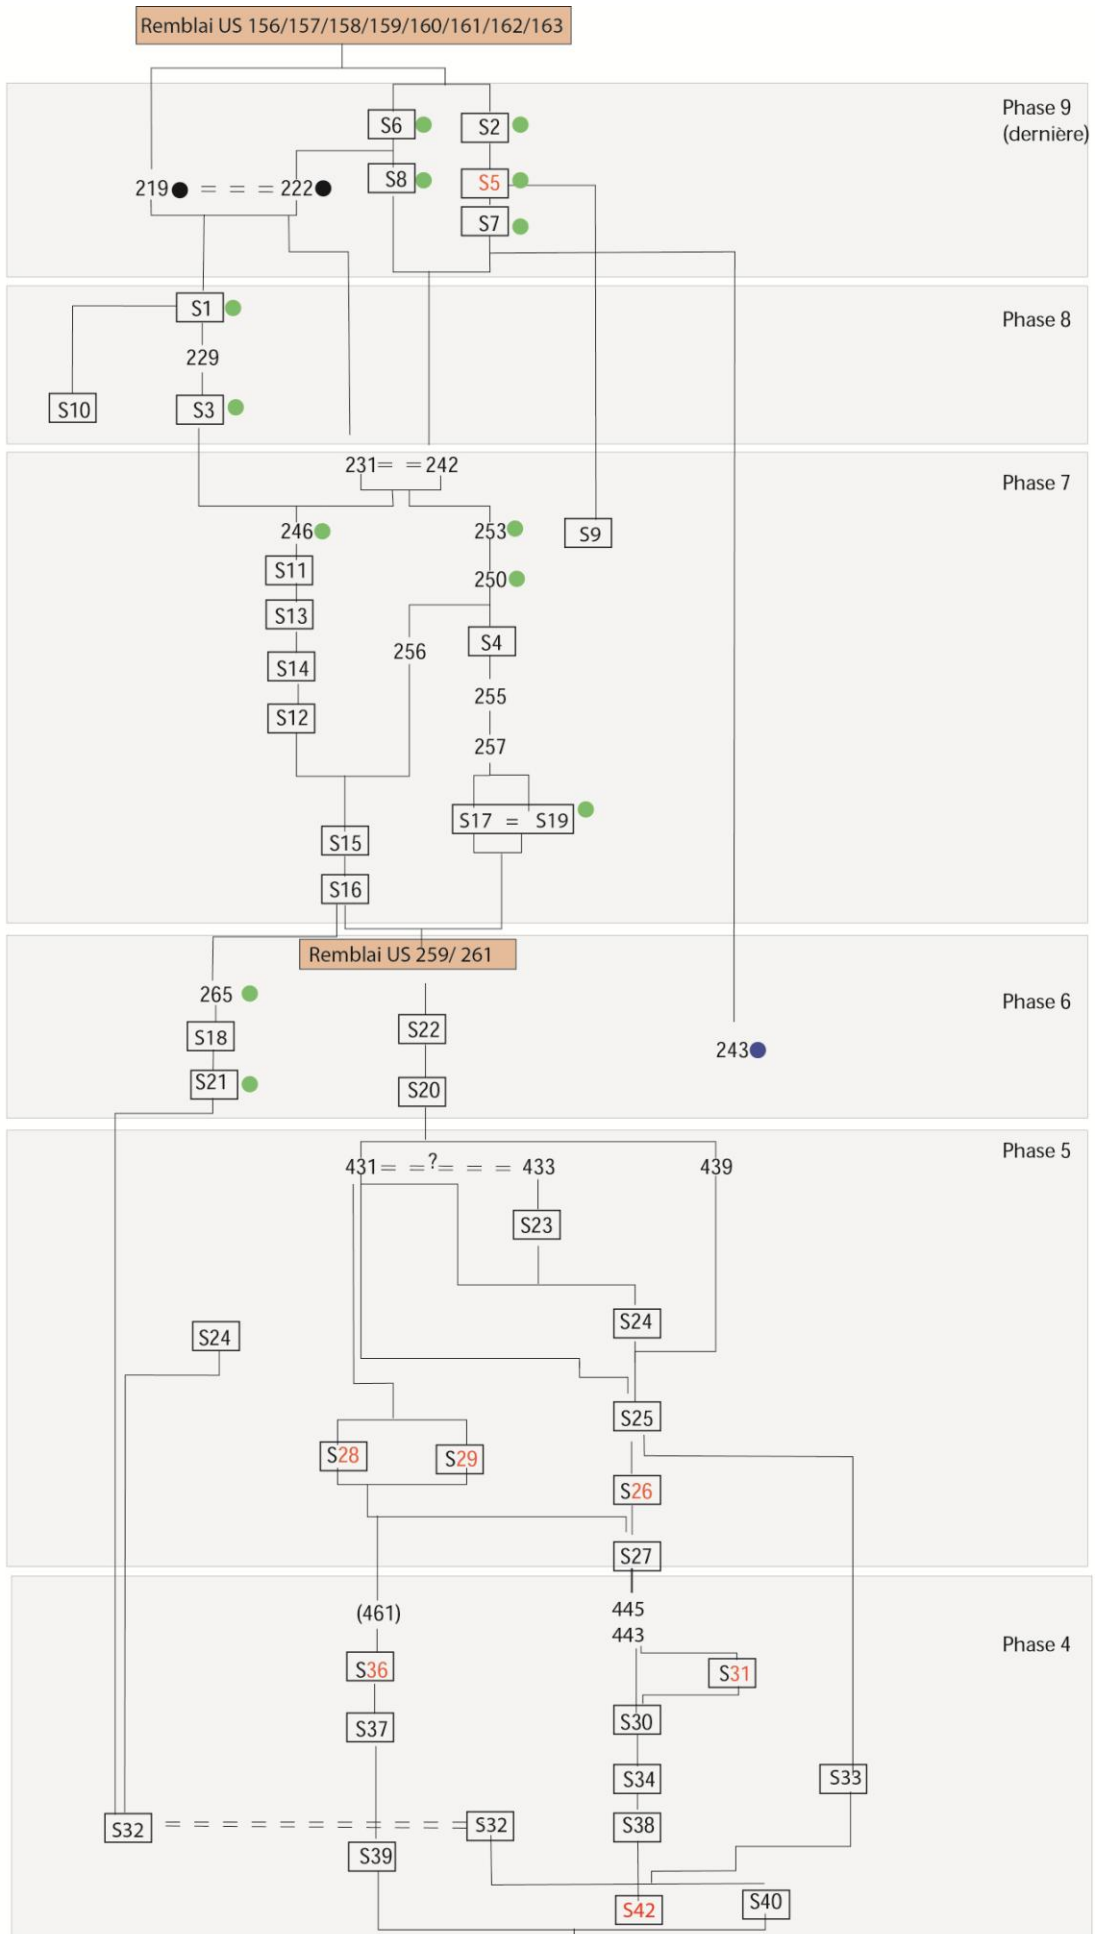 Remblai US 156/157/158/159/160/161/162/163
Phase 9
(dernière)
S6
S2
S8
S5
219 = = = 222
S7
S1
Phase 8
229
S10
S3
231 = = 242
Phase 7
246
253
S9
S11
250
S13
256
S4
S14
255
S12
257
S17 = S19
S15
S16
Remblai US 259/ 261
265
Phase 6
S22
S18
243
S21
S20
Phase 5
431 = = ? = = = 433
439
S23
S24
S24
S25
S28
S29
S26
S27
(461)
445
443
Phase 4
S36
S31
S37
S30
S34
S33
S32 = = = = = = = = = = = = S32
S38
S39
S40
S42